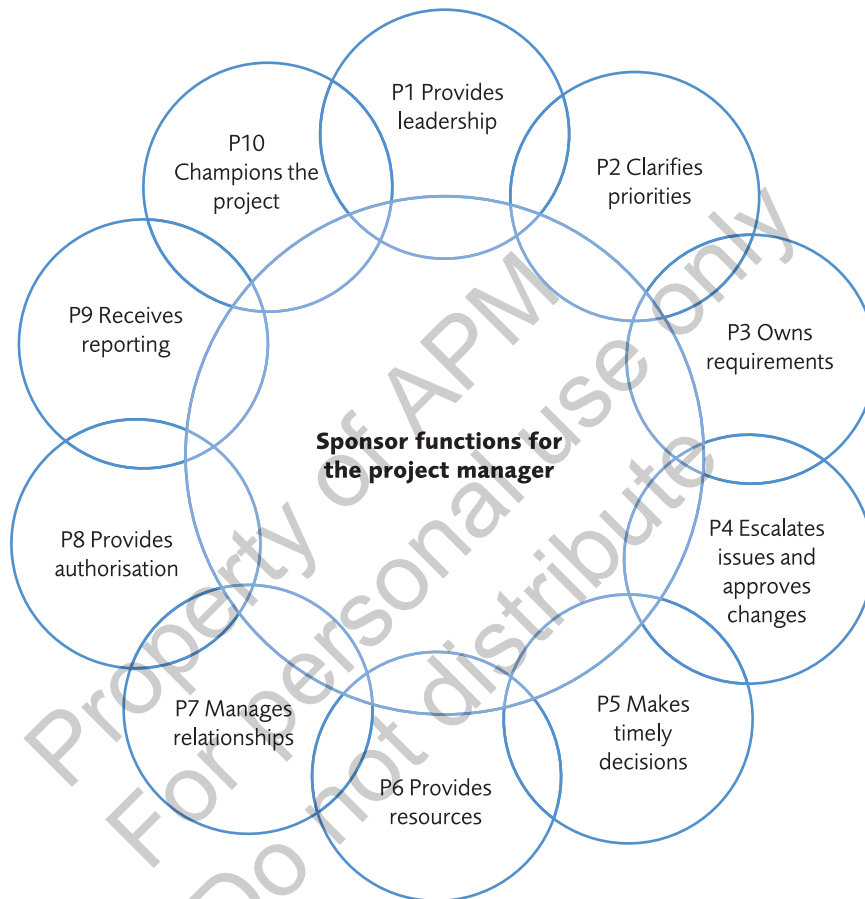 P1 Provides
leadership
P2 Clarifies
priorities
P3 Owns
requirements
P4 Escalates
issues and
approves
changes
P5 Makes
timely
decisions
P6 Provides
resources
P7 Manages
relationships
P8 Provides
authorisation
P9 Receives
reporting
P10
Champions the
project
Sponsor functions for
the project manager
Property of APM
For personal use only
Do not distribute